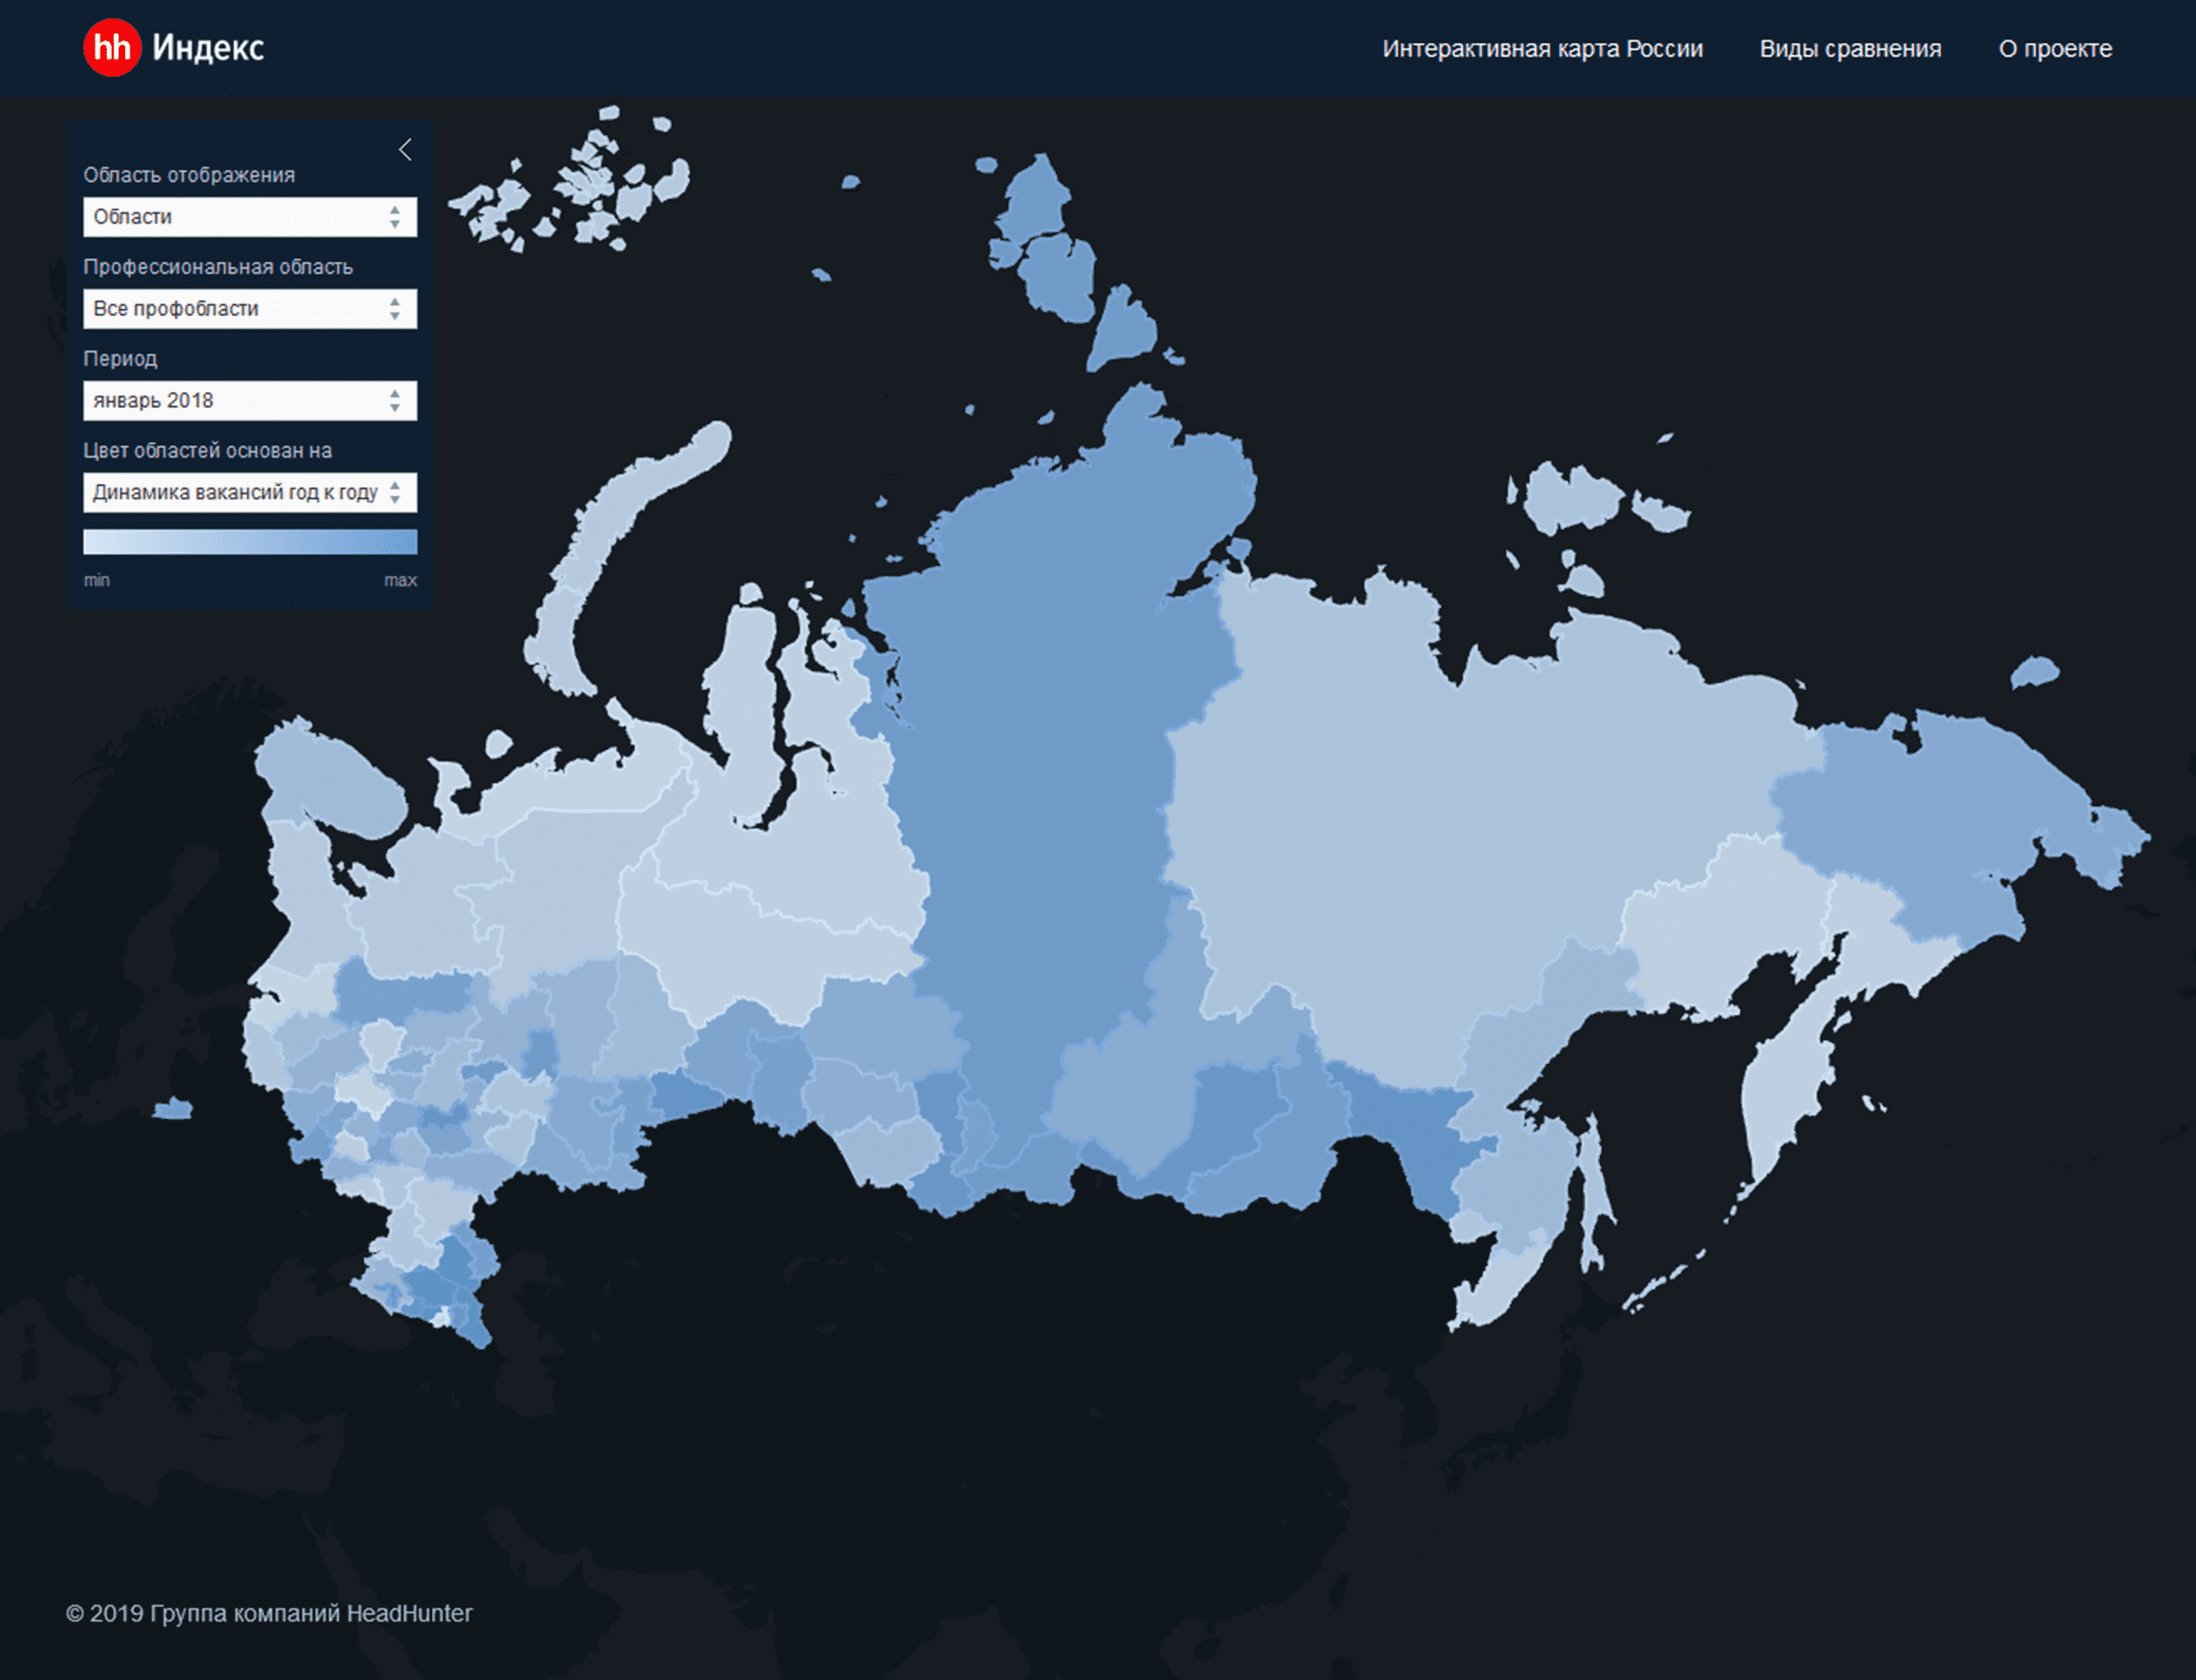 hh Индекс
Интерактивная карта России Виды сравнения О проекте
Область отображения
Области
Профессиональная область
Все профобласти
Период
январь 2018
Цвет областей основан на
Динамика вакансий год к году
min max
© 2019 Группа компаний HeadHunter